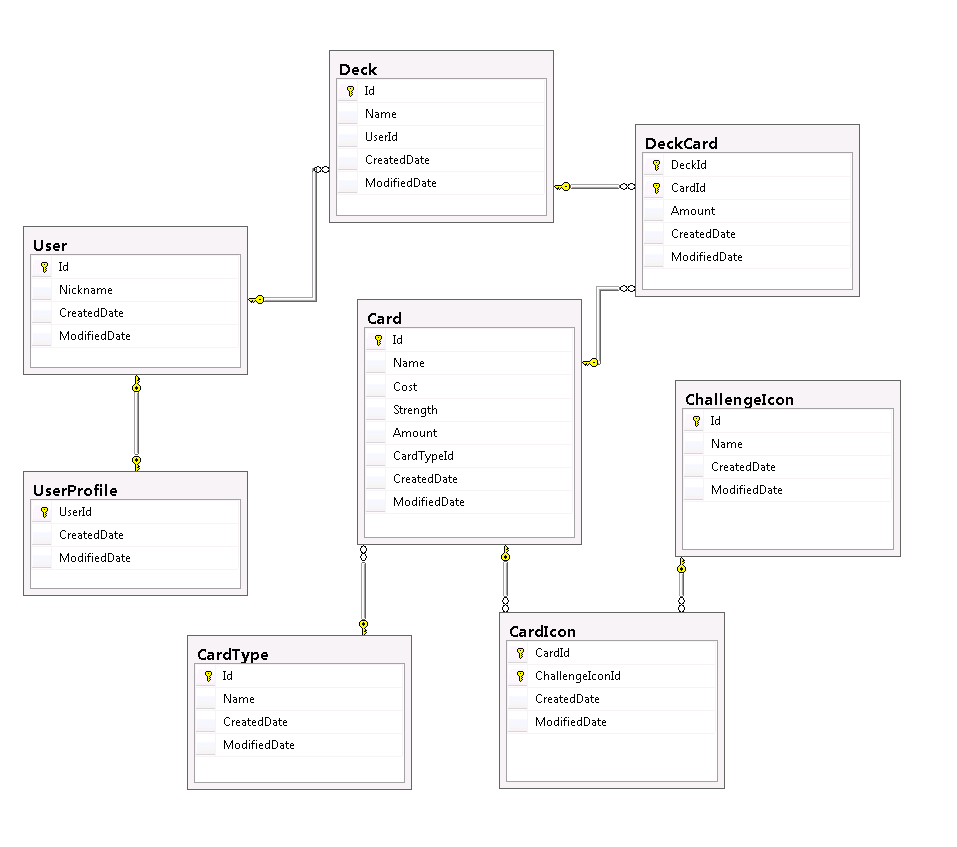 Deck
Id
Name
UserId
CreatedDate
ModifiedDate
DeckCard
DeckId
CardId
Amount
CreatedDate
ModifiedDate
User
Id
Nickname
CreatedDate
ModifiedDate
Card
Id
Name
Cost
Strength
Amount
CardTypeId
CreatedDate
ModifiedDate
ChallengeIcon
Id
Name
CreatedDate
ModifiedDate
UserProfile
UserId
CreatedDate
ModifiedDate
CardType
Id
Name
CreatedDate
ModifiedDate
CardIcon
CardId
ChallengeIconId
CreatedDate
ModifiedDate